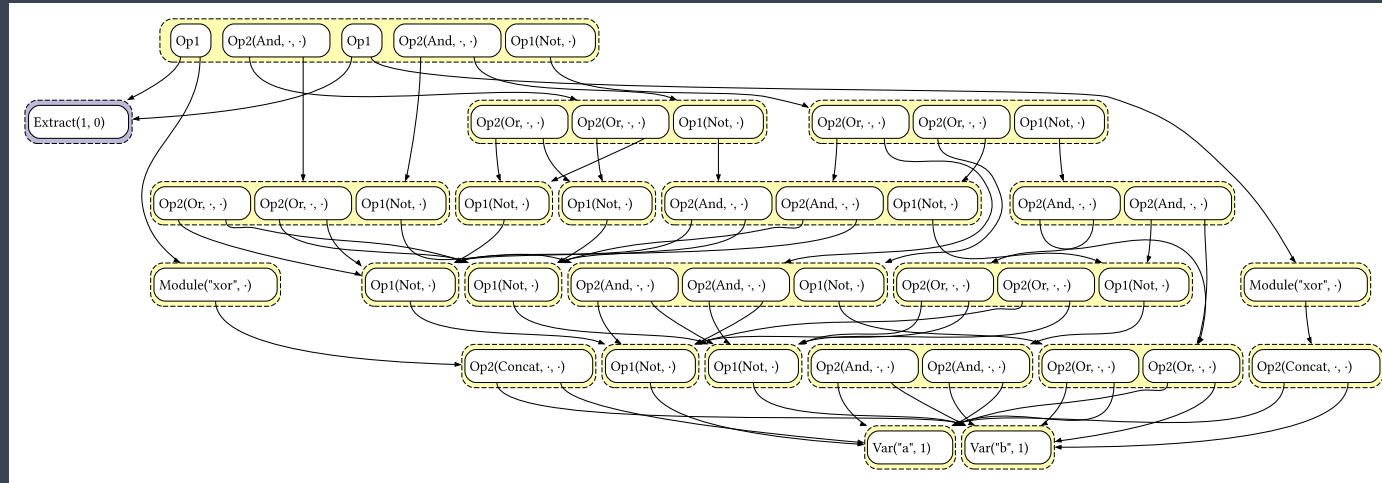 Op1 Op2(And, ·, ·) Op1 Op2(And, ·, ·) Op1(Not, ·)
Extract(1, 0) Op2(Or, ·, ·) Op2(Or, ·, ·) Op1(Not, ·) Op2(Or, ·, ·) Op2(Or, ·, ·) Op1(Not, ·)
Op2(Or, ·, ·) Op2(Or, ·, ·) Op1(Not, ·) Op1(Not, ·) Op1(Not, ·) Op2(And, ·, ·) Op2(And, ·, ·) Op1(Not, ·) Op2(And, ·, ·) Op2(And, ·, ·)
Module("xor", ·) Op1(Not, ·) Op1(Not, ·) Op2(And, ·, ·) Op2(And, ·, ·) Op1(Not, ·) Op2(Or, ·, ·) Op2(Or, ·, ·) Op1(Not, ·) Module("xor", ·)
Op2(Concat, ·, ·) Op1(Not, ·) Op1(Not, ·) Op2(And, ·, ·) Op2(And, ·, ·) Op2(Or, ·, ·) Op2(Or, ·, ·) Op2(Concat, ·, ·)
Var("a", 1) Var("b", 1)